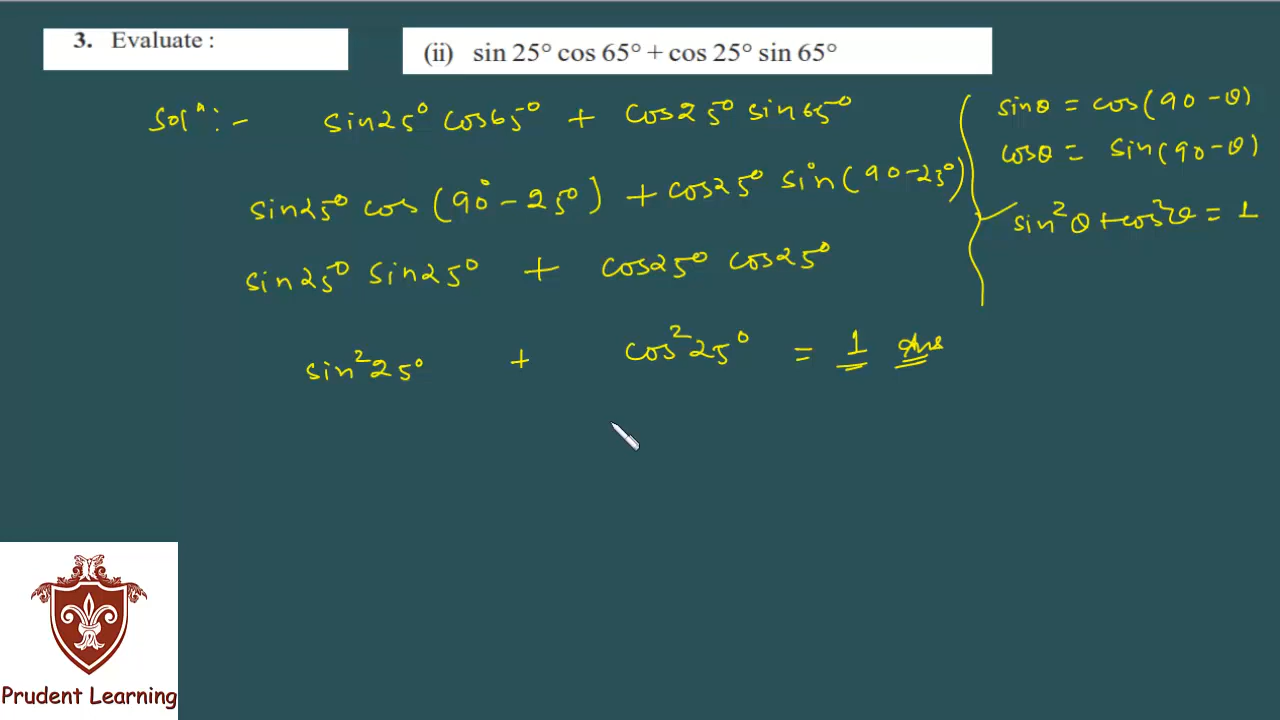 3. Evaluate :
(ii) sin 25° cos 65° + cos 25° sin 65°
Solⁿ :- sin25° cos65° + cos25° sin65°
sinθ = cos(90-θ)
cosθ = sin(90-θ)
sin25° cos(90°-25°) + cos25° sin(90-25°)
sin²θ + cos²θ = 1
sin25° sin25° + cos25° cos25°
sin²25° + cos²25° = 1 Ans
Prudent Learning